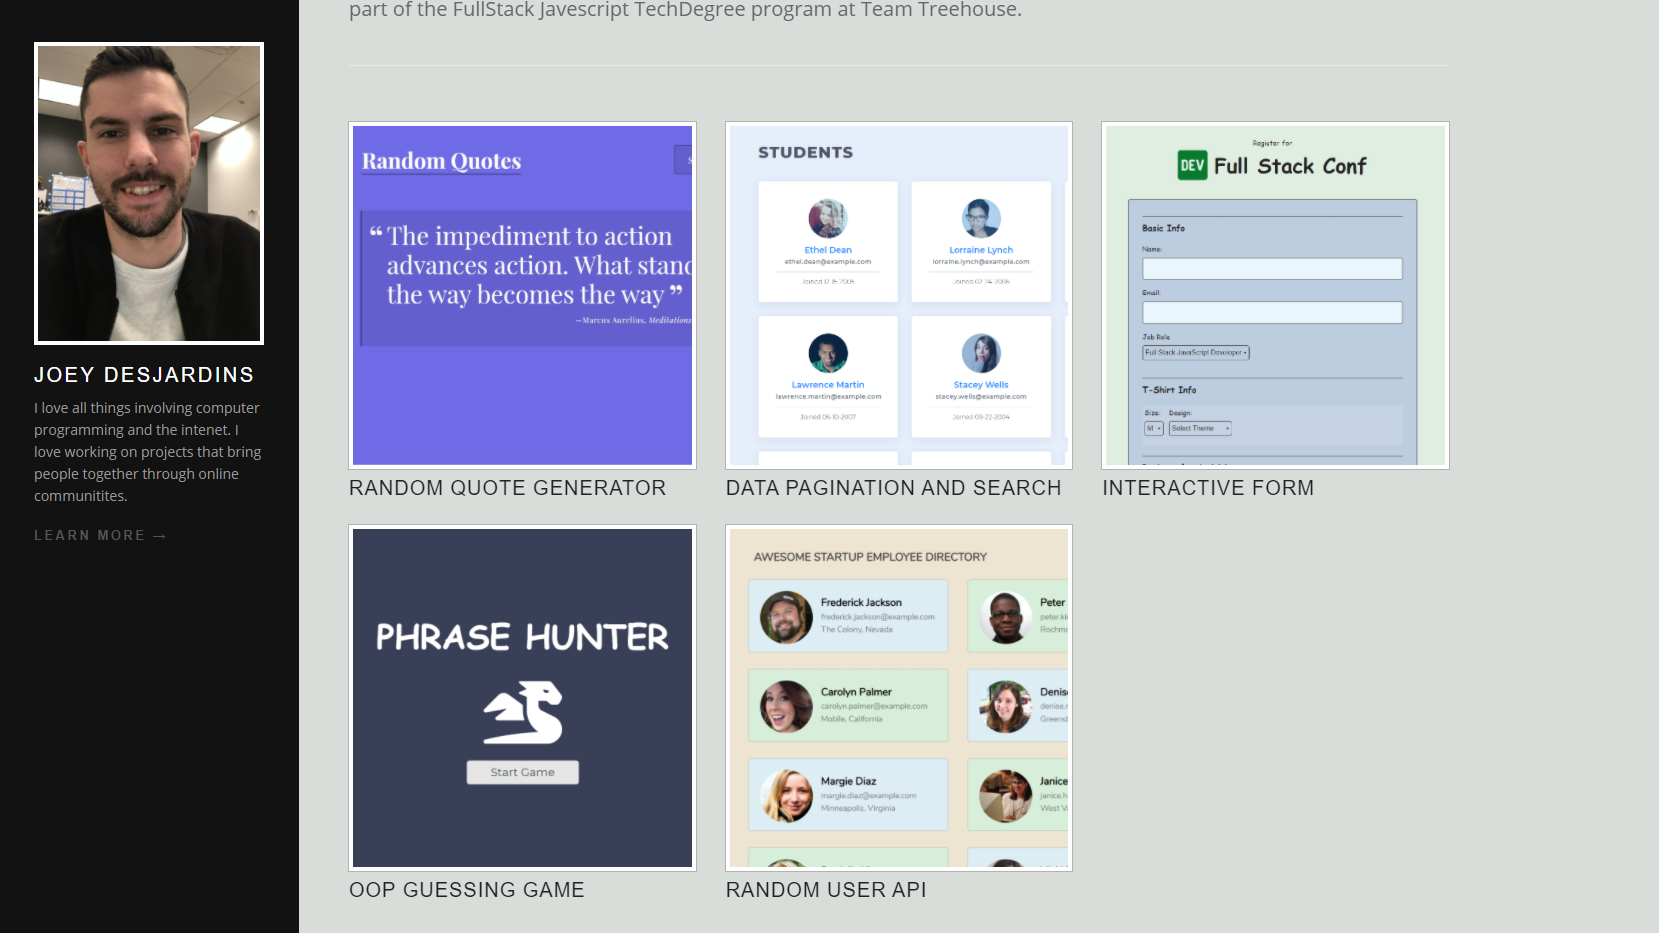 part of the FullStack Javescript TechDegree program at Team Treehouse.
JOEY DESJARDINS
I love all things involving computer
programming and the intenet. I
love working on projects that bring
people together through online
communitites.
LEARN MORE →
Random Quotes
S
“ The impediment to action
advances action. What stand
the way becomes the way ”
—Marcus Aurelius, Meditations
RANDOM QUOTE GENERATOR
STUDENTS
Ethel Dean
ethel.dean@example.com
Joined 12-15-2005
Lorraine Lynch
lorraine.lynch@example.com
Joined 07-24-2006
Lawrence Martin
lawrence.martin@example.com
Joined 06-10-2007
Stacey Wells
stacey.wells@example.com
Joined 09-22-2004
DATA PAGINATION AND SEARCH
Register for
DEV Full Stack Conf
Basic Info
Name:
Email:
Job Role
Full Stack JavaScript Developer
T-Shirt Info
Size: Design:
M Select Theme
INTERACTIVE FORM
PHRASE HUNTER
Start Game
OOP GUESSING GAME
AWESOME STARTUP EMPLOYEE DIRECTORY
Frederick Jackson
frederick.jackson@example.com
The Colony, Nevada
Peter
peter.ki
Rochm
Carolyn Palmer
carolyn.palmer@example.com
Mobile, California
Denis
denise.r
Greens
Margie Diaz
margie.diaz@example.com
Minneapolis, Virginia
Janice
janice.h
West V
RANDOM USER API